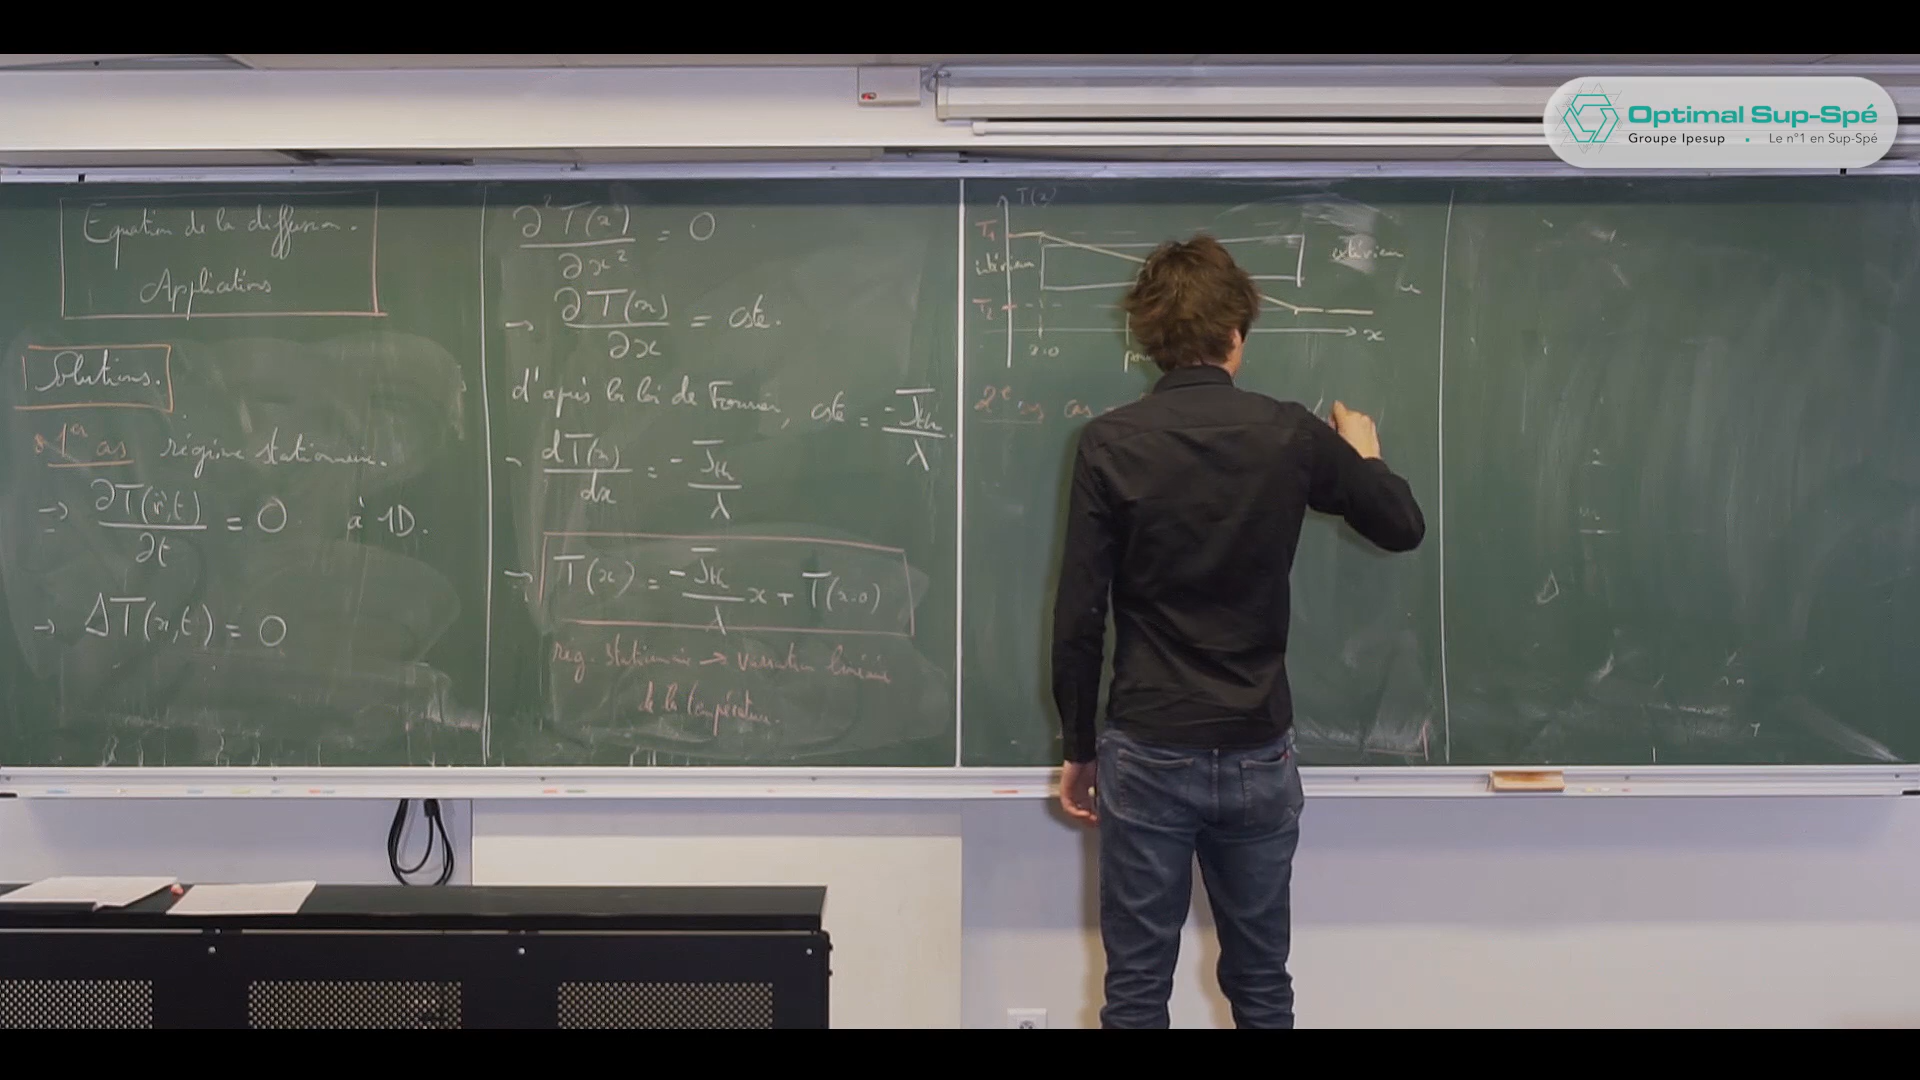 Optimal Sup-Spé
Groupe Ipesup . Le n°1 en Sup-Spé
Equation de la diffusion.
Applications
Solutions.
1er cas régime stationnaire.
→ ∂T(r⃗,t)/∂t = 0 à 1D.
→ ΔT(x,t) = 0
∂²T(x)/∂x² = 0
→ ∂T(x)/∂x = cste.
d'après la loi de Fourier, cste = -Jth/λ.
dT(x)/dx = -Jth/λ
→ T(x) = -Jth/λ x + T(x=0)
rég. stationnaire → variation linéaire
de la température.
T(x)
T1
intérieur extérieur
T2
x
x=0
2e cas